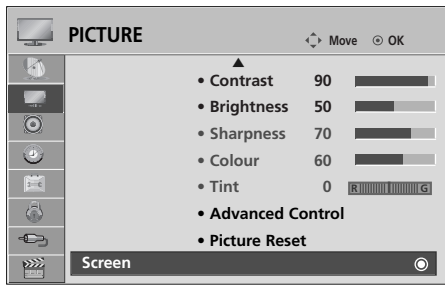 PICTURE
Move
OK
• Contrast 90
• Brightness 50
• Sharpness 70
• Colour 60
• Tint 0 R G
• Advanced Control
• Picture Reset
Screen